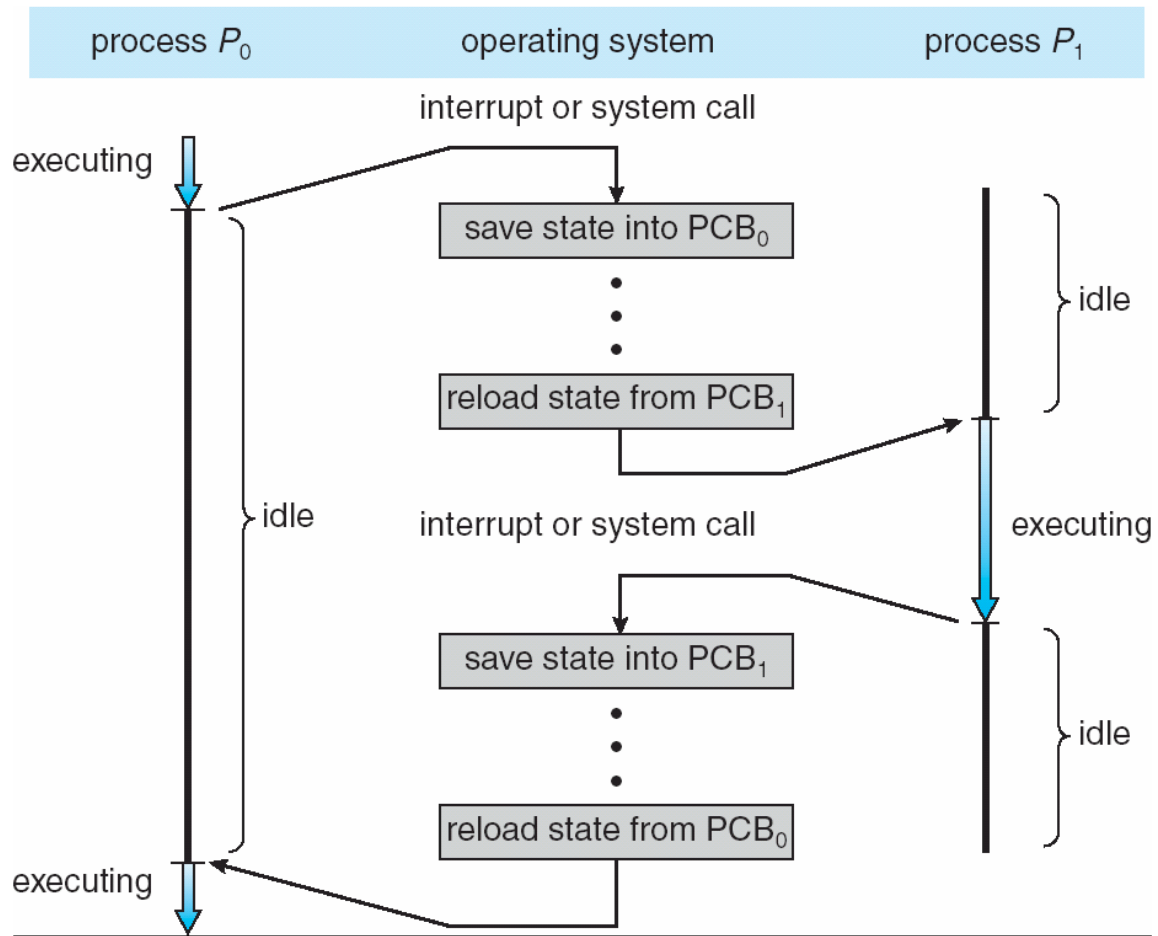 process P₀ operating system process P₁
interrupt or system call
executing
save state into PCB₀
idle
reload state from PCB₁
idle
interrupt or system call
executing
save state into PCB₁
idle
reload state from PCB₀
executing